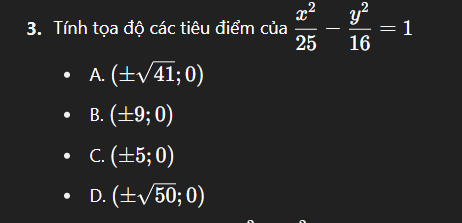 3. Tính tọa độ các tiêu điểm của x²/25 − y²/16 = 1
• A. (±√41; 0)
• B. (±9; 0)
• C. (±5; 0)
• D. (±√50; 0)